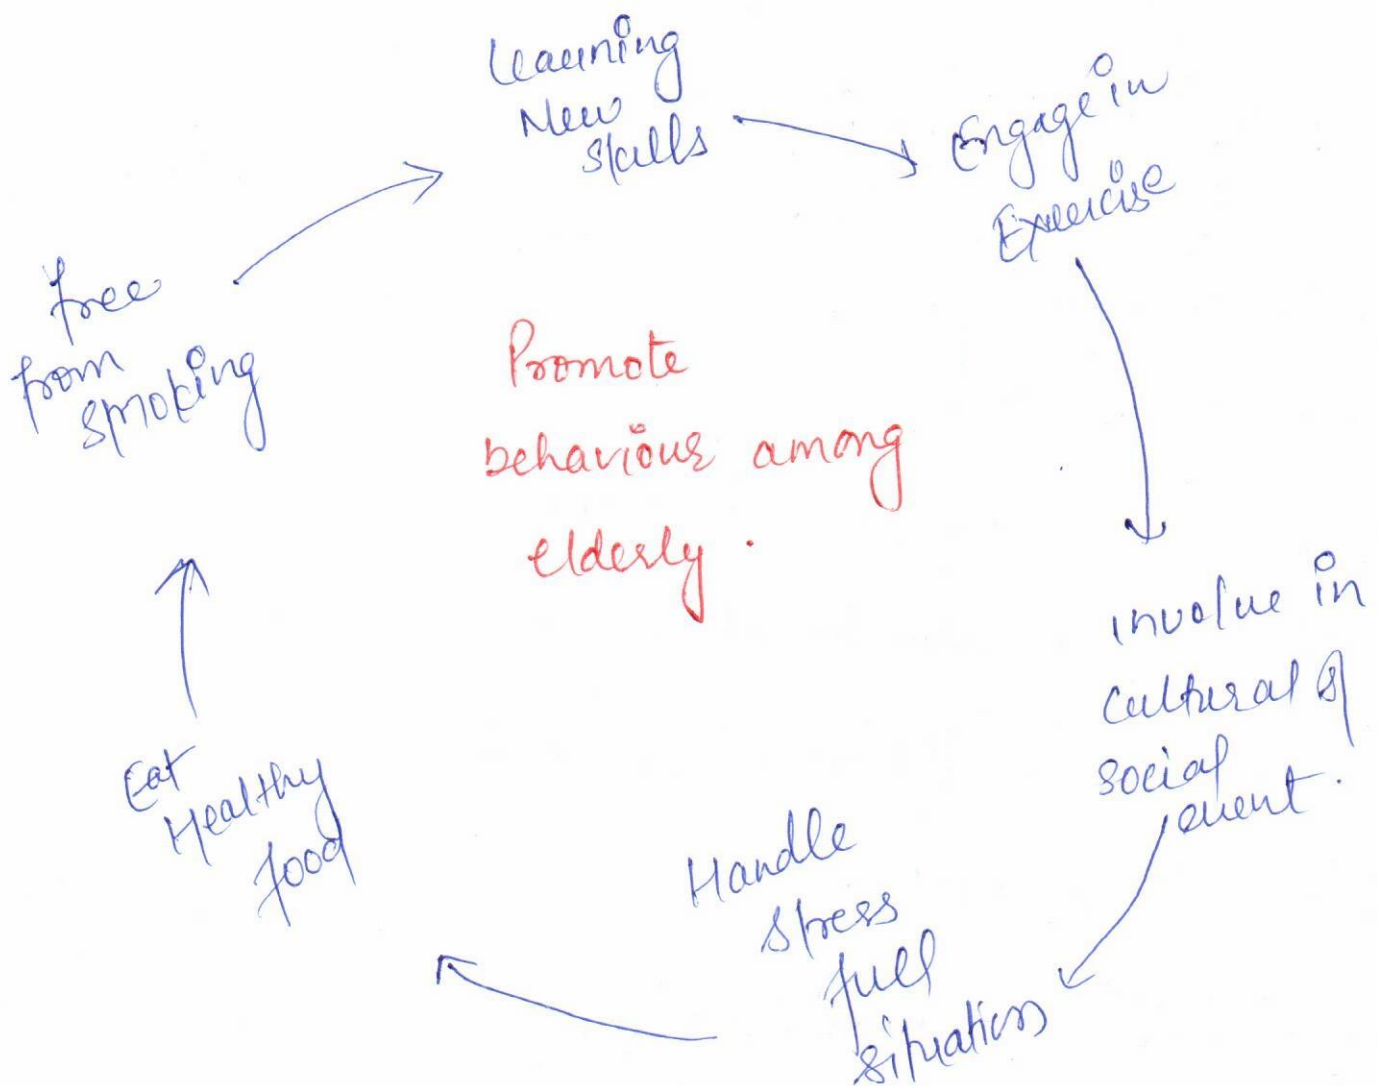 Learning
New
Skills
Engage in
Exercise
involve in
Cultural &
social
event.
Handle
stress
full
situations
Eat
Healthy
food
free
from
smoking
Promote
behaviour among
elderly.